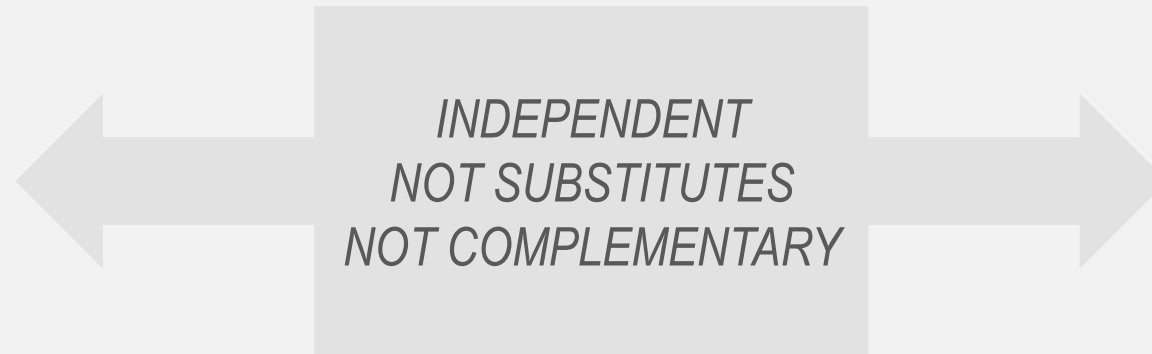 INDEPENDENT
NOT SUBSTITUTES
NOT COMPLEMENTARY